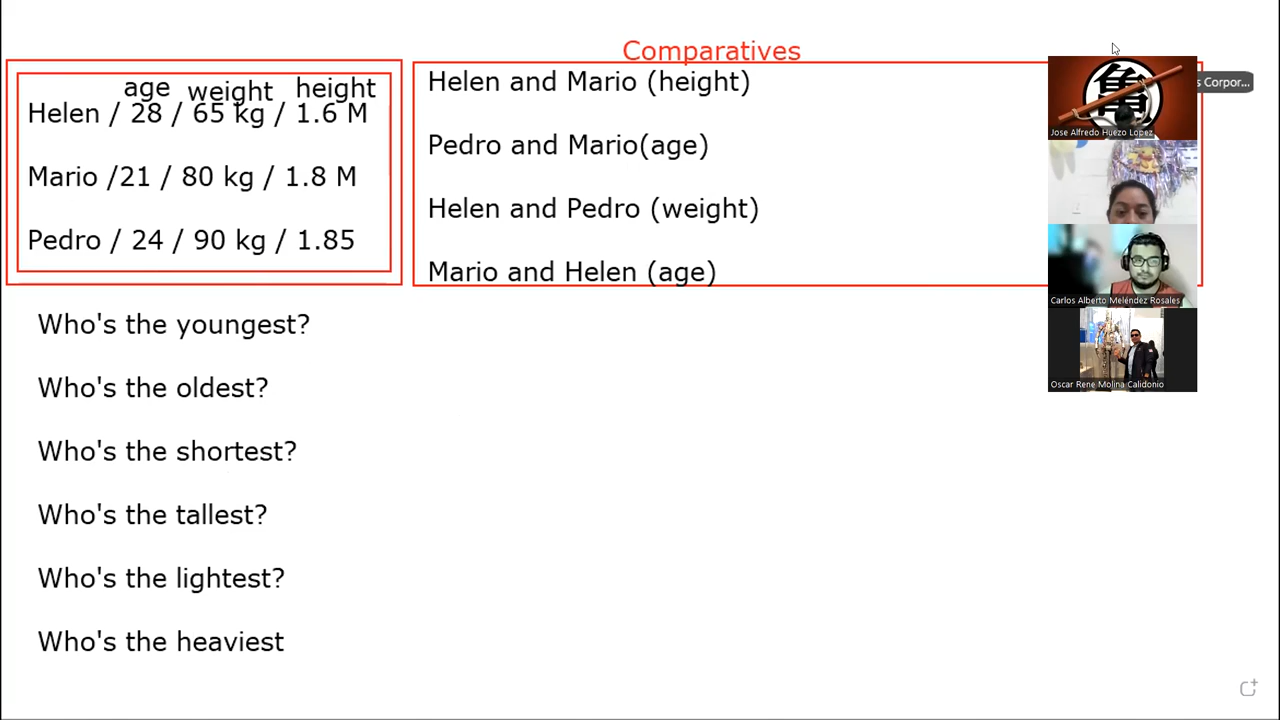 Comparatives
age weight height
Helen / 28 / 65 kg / 1.6 M
Mario /21 / 80 kg / 1.8 M
Pedro / 24 / 90 kg / 1.85
Helen and Mario (height)
Pedro and Mario(age)
Helen and Pedro (weight)
Mario and Helen (age)
Who's the youngest?
Who's the oldest?
Who's the shortest?
Who's the tallest?
Who's the lightest?
Who's the heaviest
亀
Jose Alfredo Huezo Lopez
s Corpor...
Carlos Alberto Meléndez Rosales
Oscar Rene Molina Calidonio